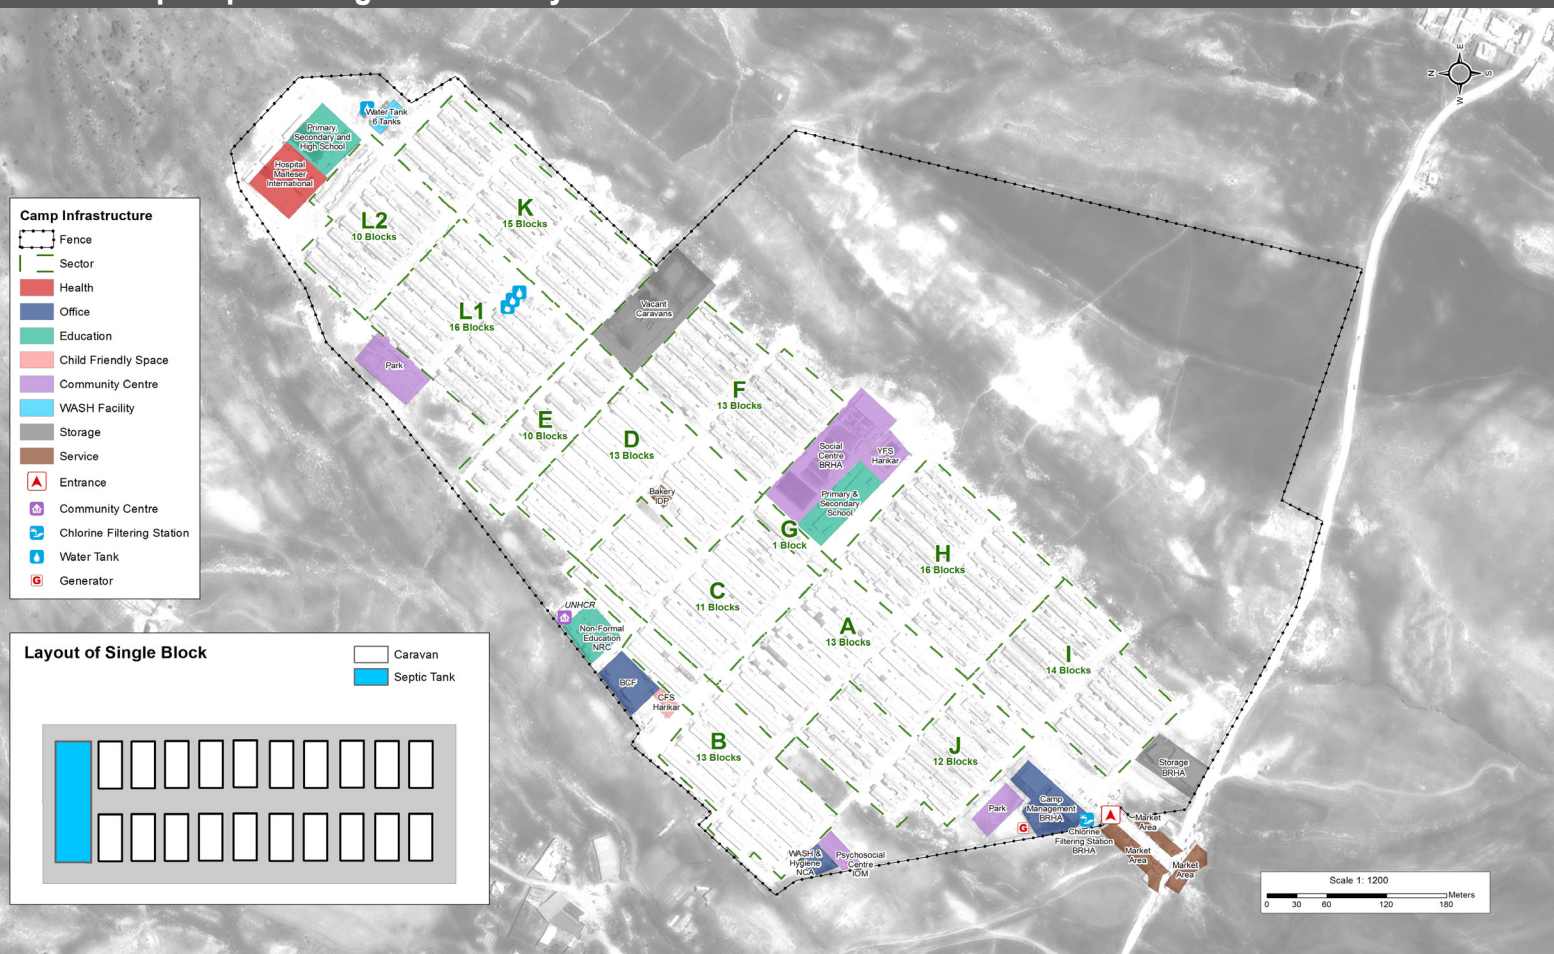 E
N
S
W
Water Tank
6 Tanks
Primary,
Secondary and
High School
Hospital
Malteser
International
K
15 Blocks
L2
10 Blocks
L1
16 Blocks
Vacant
Caravans
Park
F
13 Blocks
E
10 Blocks
D
13 Blocks
Social
Centre
BRHA
YFS
Harikar
Bakery
IDP
Primary &
Secondary
School
G
1 Block
H
16 Blocks
C
11 Blocks
A
13 Blocks
UNHCR
Non-Formal
Education
NRC
I
14 Blocks
BCF
CFS
Harikar
B
13 Blocks
J
12 Blocks
Storage
BRHA
Park
Camp
Management
BRHA
G
Chlorine
Filtering Station
BRHA
Market
Area
Market
Area
Market
Area
WASH &
Hygiene
NCA
Psychosocial
Centre
IOM
Camp Infrastructure
Fence
Sector
Health
Office
Education
Child Friendly Space
Community Centre
WASH Facility
Storage
Service
Entrance
Community Centre
Chlorine Filtering Station
Water Tank
G Generator
Layout of Single Block
Caravan
Septic Tank
Scale 1: 1200
Meters
0 30 60 120 180